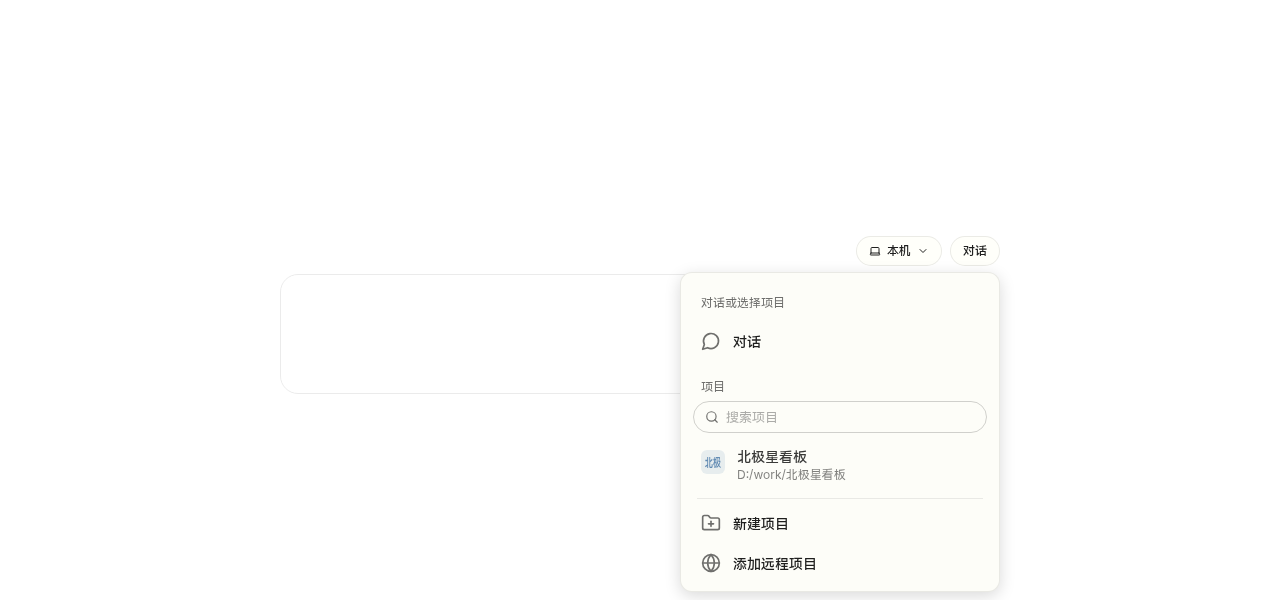 本机
对话
对话或选择项目
对话
项目
搜索项目
北极
北极星看板
D:/work/北极星看板
新建项目
添加远程项目